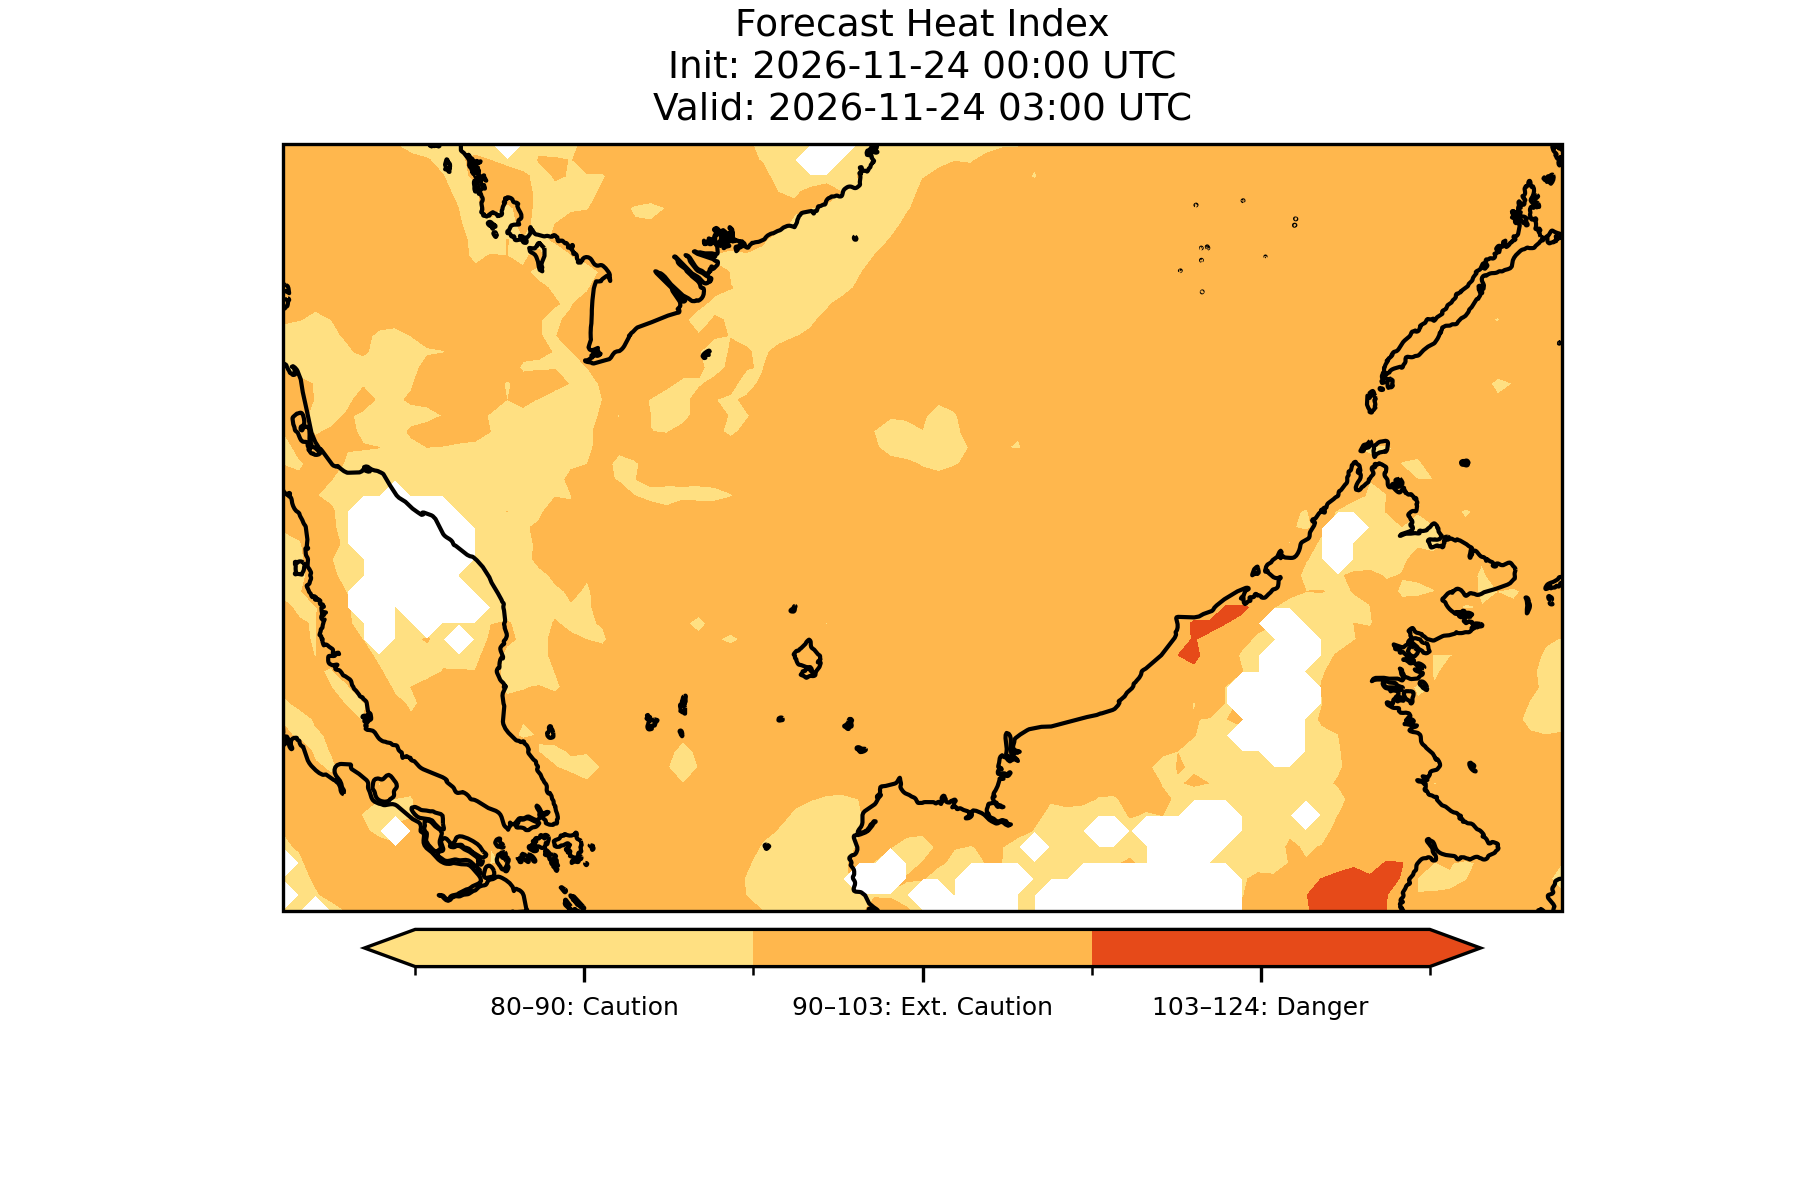 Forecast Heat Index
Init: 2026-11-24 00:00 UTC
Valid: 2026-11-24 03:00 UTC
80–90: Caution
90–103: Ext. Caution
103–124: Danger